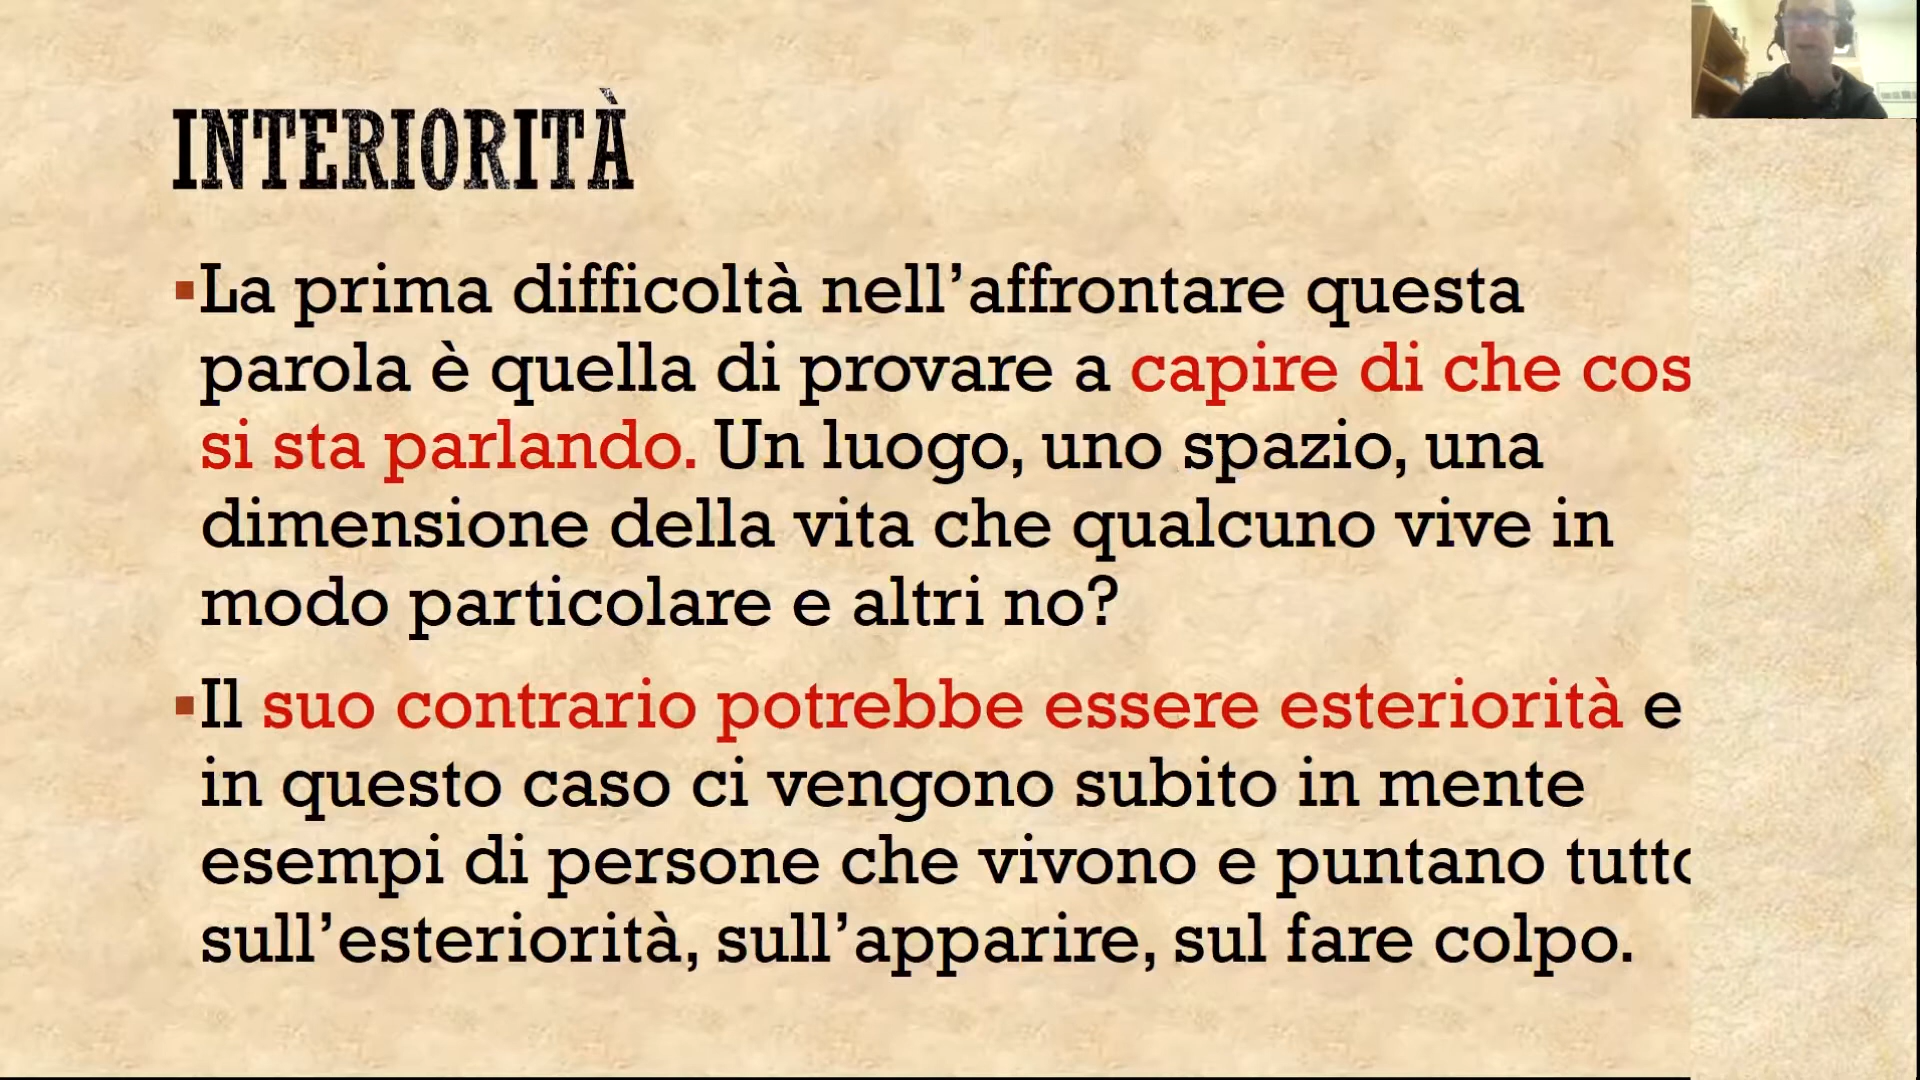 INTERIORITÀ
▪La prima difficoltà nell’affrontare questa
parola è quella di provare a capire di che cos
si sta parlando. Un luogo, uno spazio, una
dimensione della vita che qualcuno vive in
modo particolare e altri no?
▪Il suo contrario potrebbe essere esteriorità e
in questo caso ci vengono subito in mente
esempi di persone che vivono e puntano tutto
sull’esteriorità, sull’apparire, sul fare colpo.